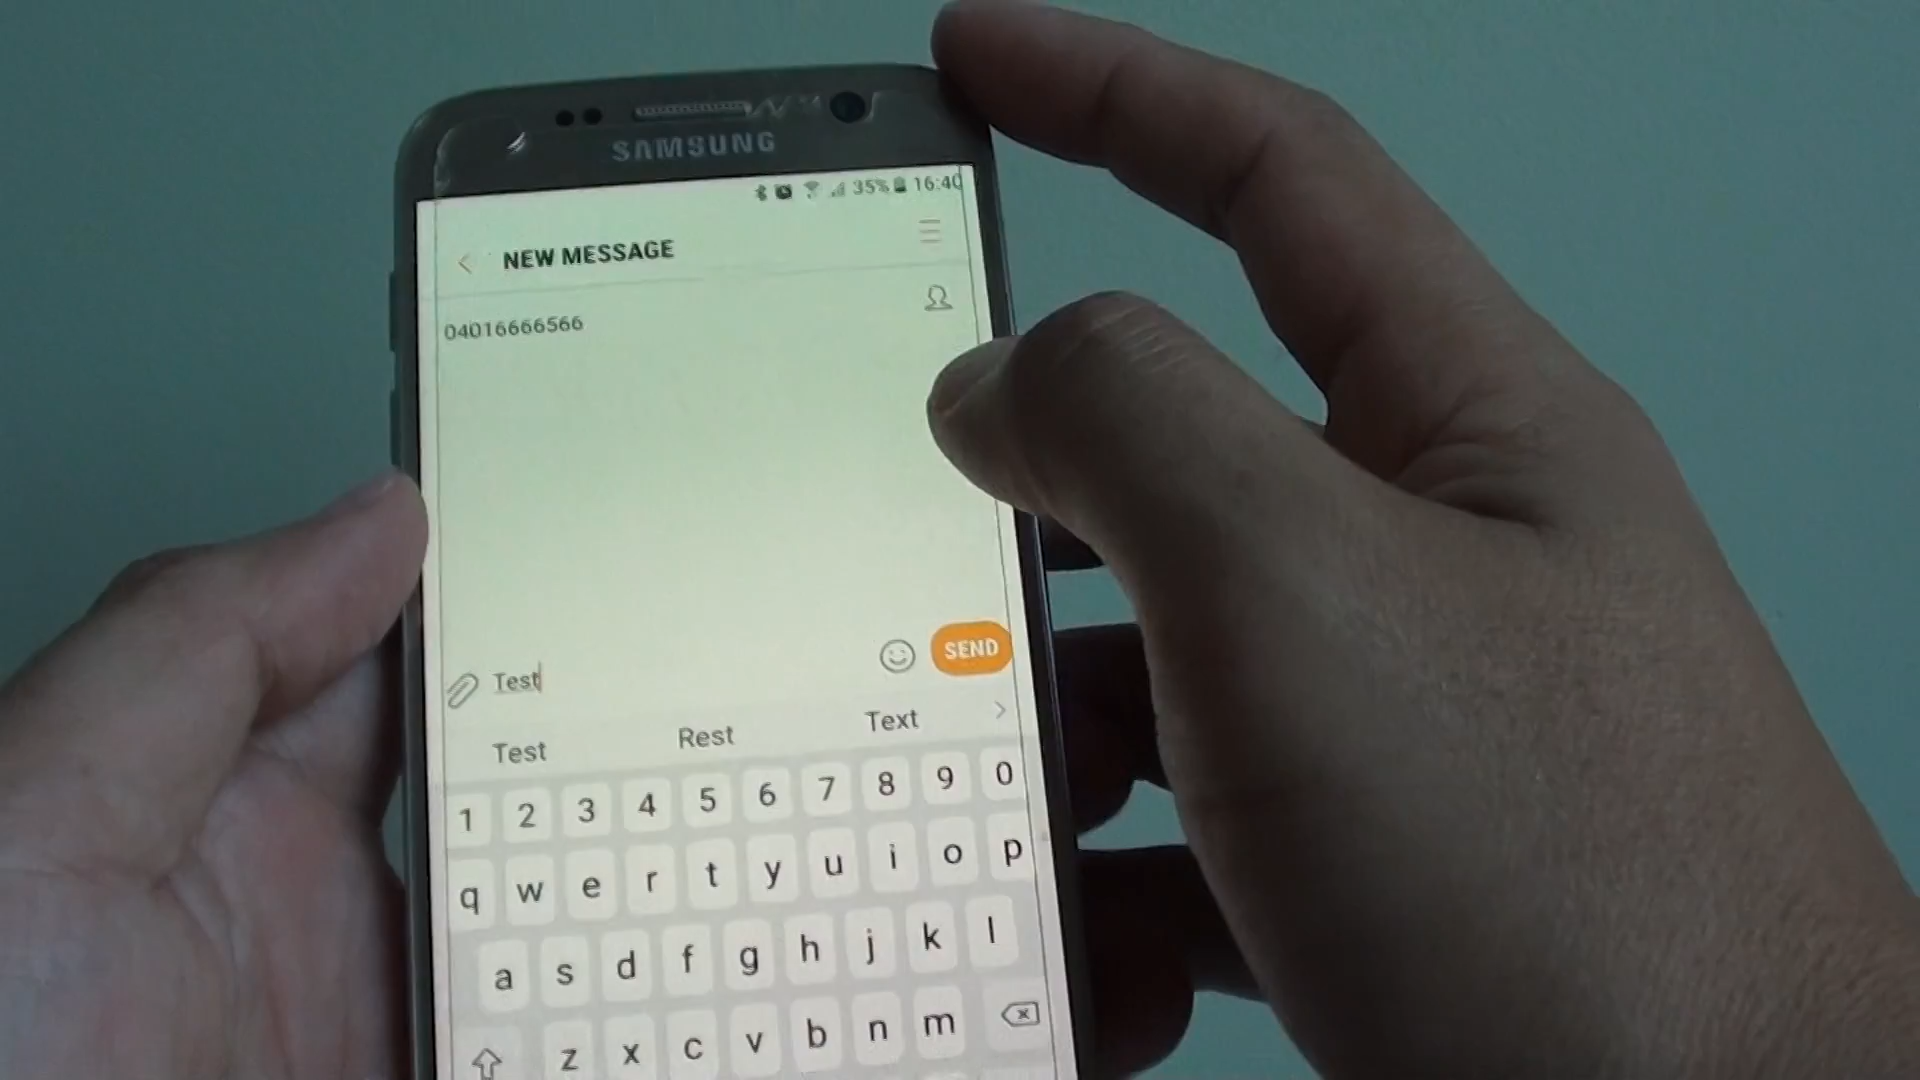 SAMSUNG
35% 16:40
NEW MESSAGE
04016666566
Test
SEND
Test Rest Text
1 2 3 4 5 6 7 8 9 0
q w e r t y u i o p
a s d f g h j k l
z x c v b n m